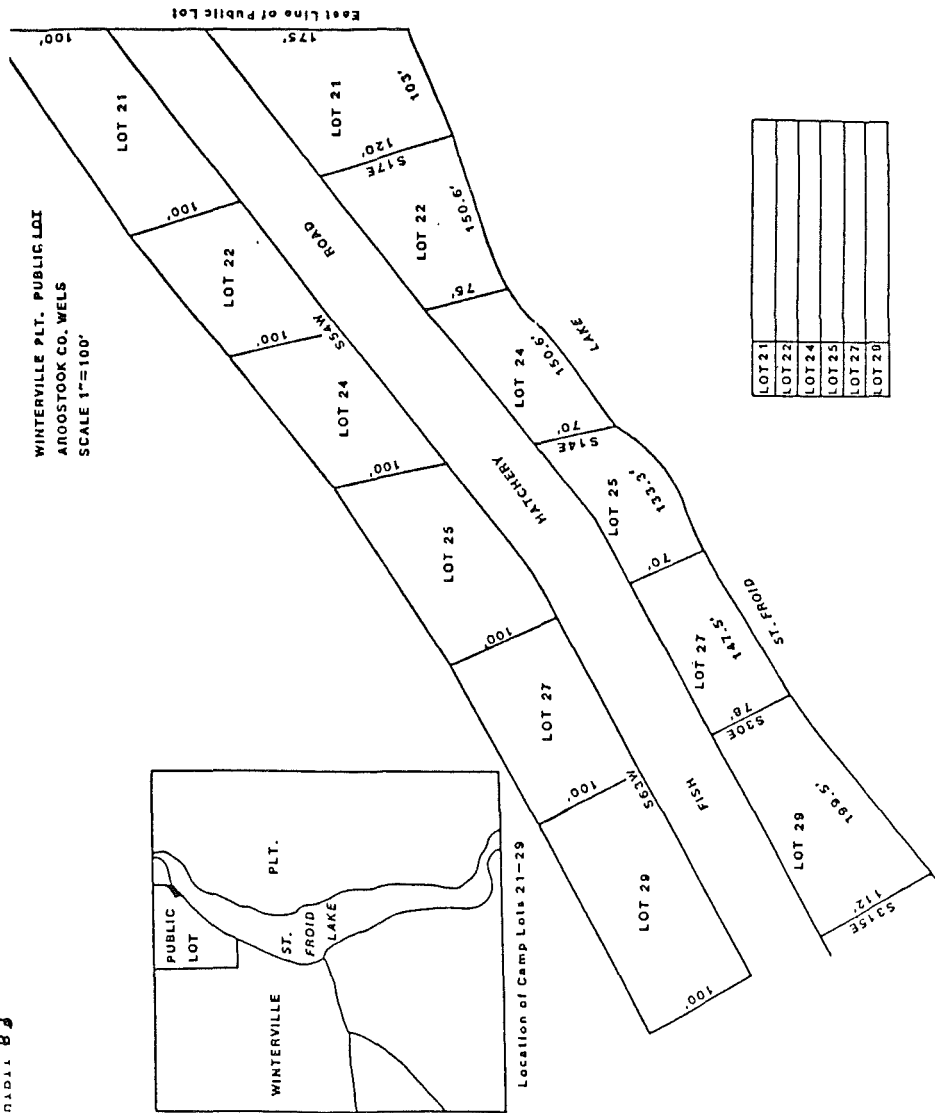 WINTERVILLE PLT. PUBLIC LOT
AROOSTOOK CO. WELS
SCALE 1"=100'
East Line of Public Lot
100'
175'
LOT 21
100'
LOT 22
100'
S54W
LOT 24
100'
LOT 25
100'
LOT 27
100'
S63W
LOT 29
100'
FISH
HATCHERY
ROAD
LOT 21
103'
120'
S17E
LOT 22
150.6'
75'
LOT 24
150.6'
70'
S14E
LOT 25
133.3'
70'
LOT 27
147.5'
78'
S30E
LOT 29
199.5'
112'
S315E
ST. FROID
LAKE
PUBLIC
LOT
PLT.
ST.
FROID
LAKE
WINTERVILLE
Location of Camp Lots 21-29
LOT 21
LOT 22
LOT 24
LOT 25
LOT 27